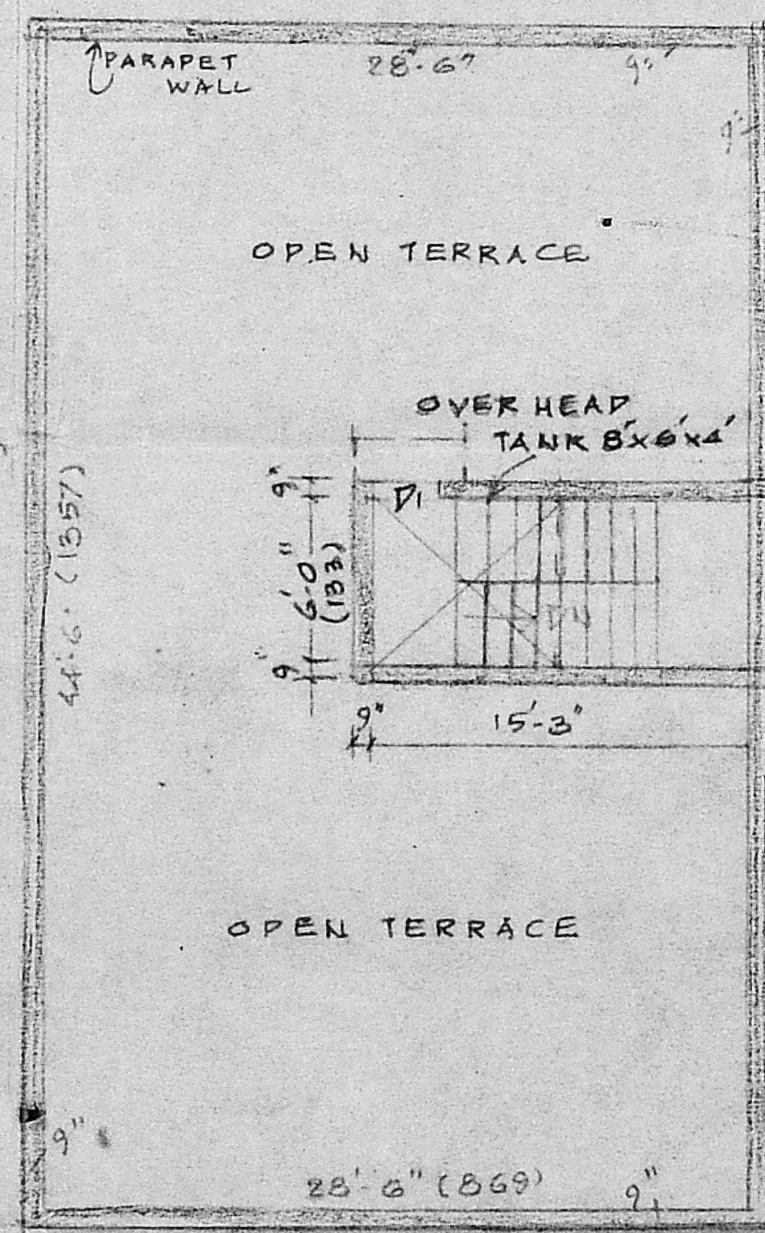 PARAPET
WALL
28'-6"
9"
9"
OPEN TERRACE
OVER HEAD
TANK 8'x6'x4'
D1
9"
6'-0"
(133)
9"
44'-6" (1357)
9"
15'-3"
OPEN TERRACE
9"
28'-6" (869)
9"